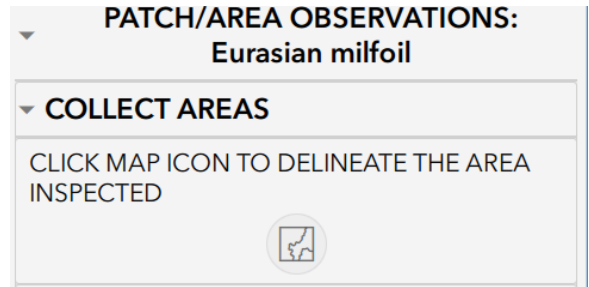 PATCH/AREA OBSERVATIONS:
Eurasian milfoil
COLLECT AREAS
CLICK MAP ICON TO DELINEATE THE AREA
INSPECTED